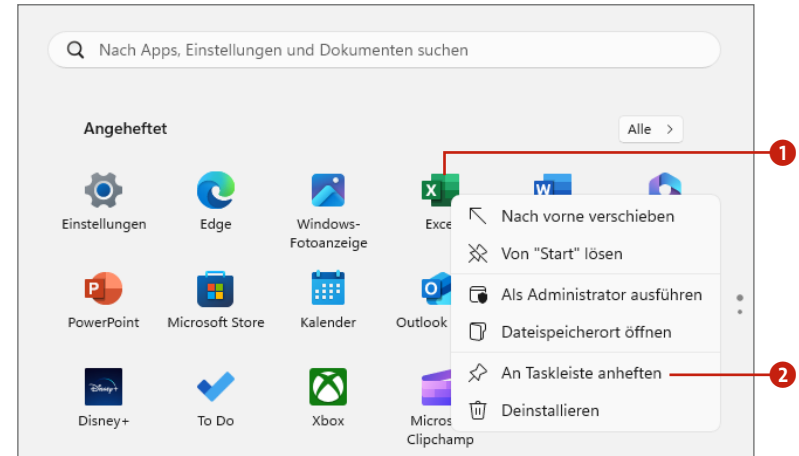 Nach Apps, Einstellungen und Dokumenten suchen
Angeheftet
Alle
1
X
W
Einstellungen
Edge
Windows-
Fotoanzeige
Exce
Nach vorne verschieben
Von "Start" lösen
Als Administrator ausführen
Dateispeicherort öffnen
An Taskleiste anheften
2
Deinstallieren
P
O
PowerPoint
Microsoft Store
Kalender
Outlook
Disney+
Disney+
To Do
Xbox
Micros
Clipchamp